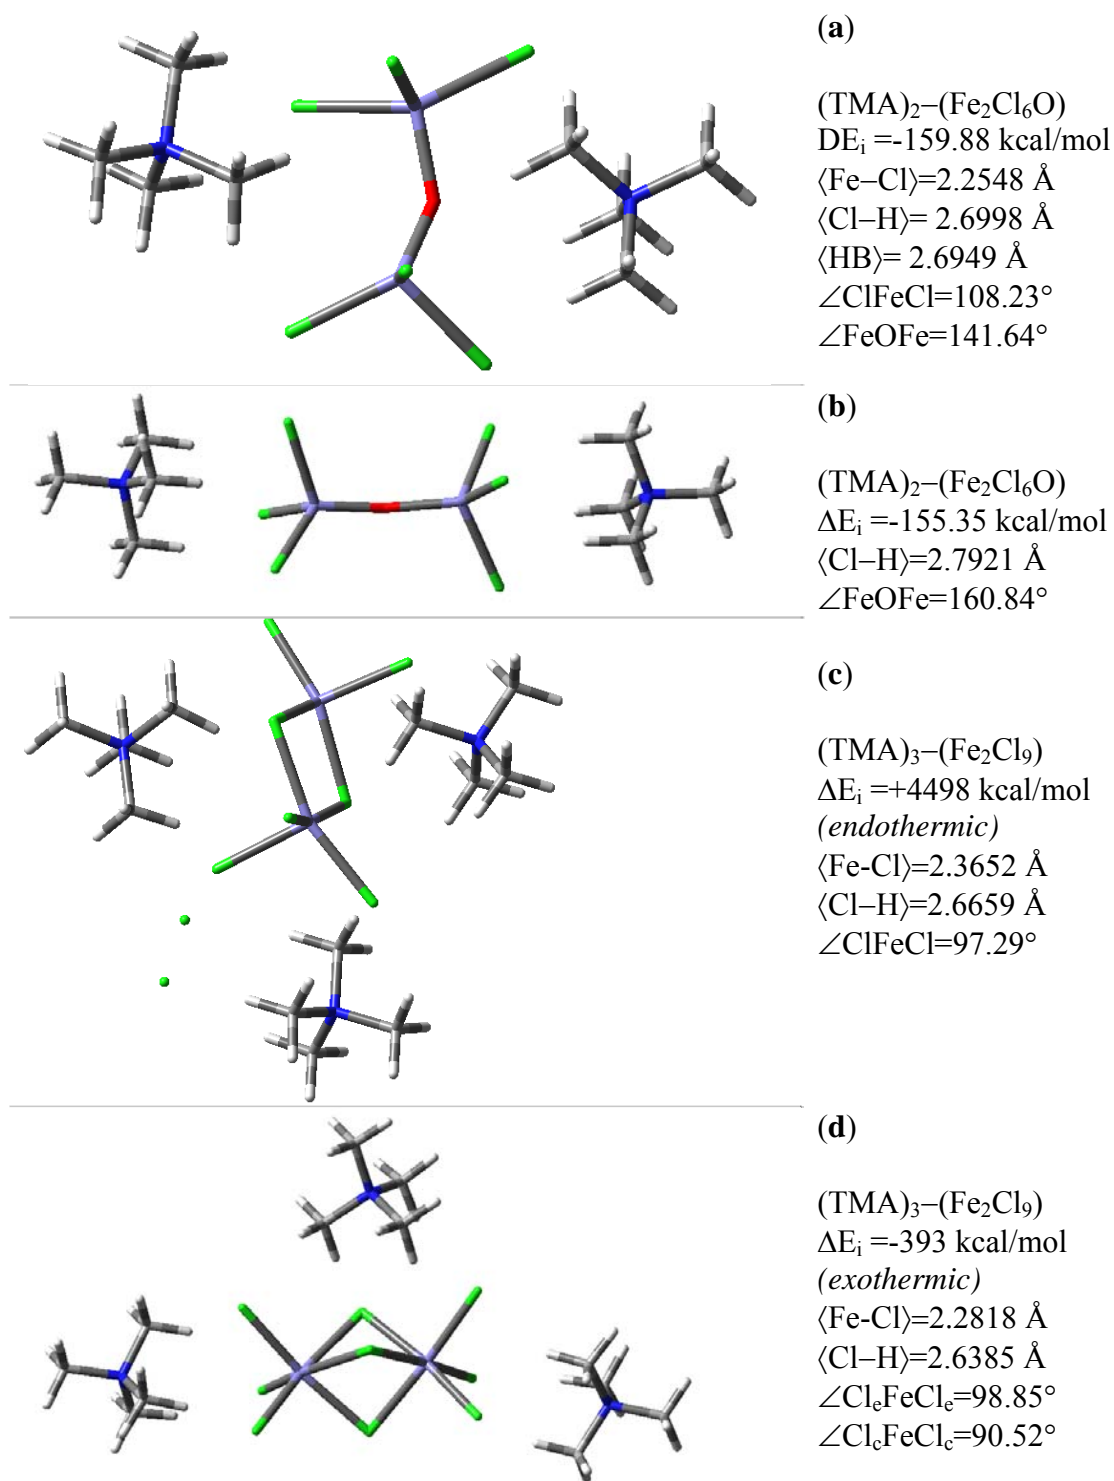 (a)
(TMA)₂–(Fe₂Cl₆O)
DEᵢ =-159.88 kcal/mol
⟨Fe–Cl⟩=2.2548 Å
⟨Cl–H⟩= 2.6998 Å
⟨HB⟩= 2.6949 Å
∠ClFeCl=108.23°
∠FeOFe=141.64°
(b)
(TMA)₂–(Fe₂Cl₆O)
ΔEᵢ =-155.35 kcal/mol
⟨Cl–H⟩=2.7921 Å
∠FeOFe=160.84°
(c)
(TMA)₃–(Fe₂Cl₉)
ΔEᵢ =+4498 kcal/mol
(endothermic)
⟨Fe-Cl⟩=2.3652 Å
⟨Cl–H⟩=2.6659 Å
∠ClFeCl=97.29°
(d)
(TMA)₃–(Fe₂Cl₉)
ΔEᵢ =-393 kcal/mol
(exothermic)
⟨Fe-Cl⟩=2.2818 Å
⟨Cl–H⟩=2.6385 Å
∠ClₑFeClₑ=98.85°
∠Cl_cFeCl_c=90.52°